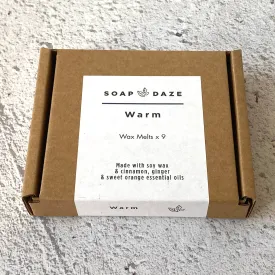 SOAP DAZE
Warm
Wax Melts x 9
Made with soy wax
& cinnamon, ginger
& sweet orange essential oils
Warm